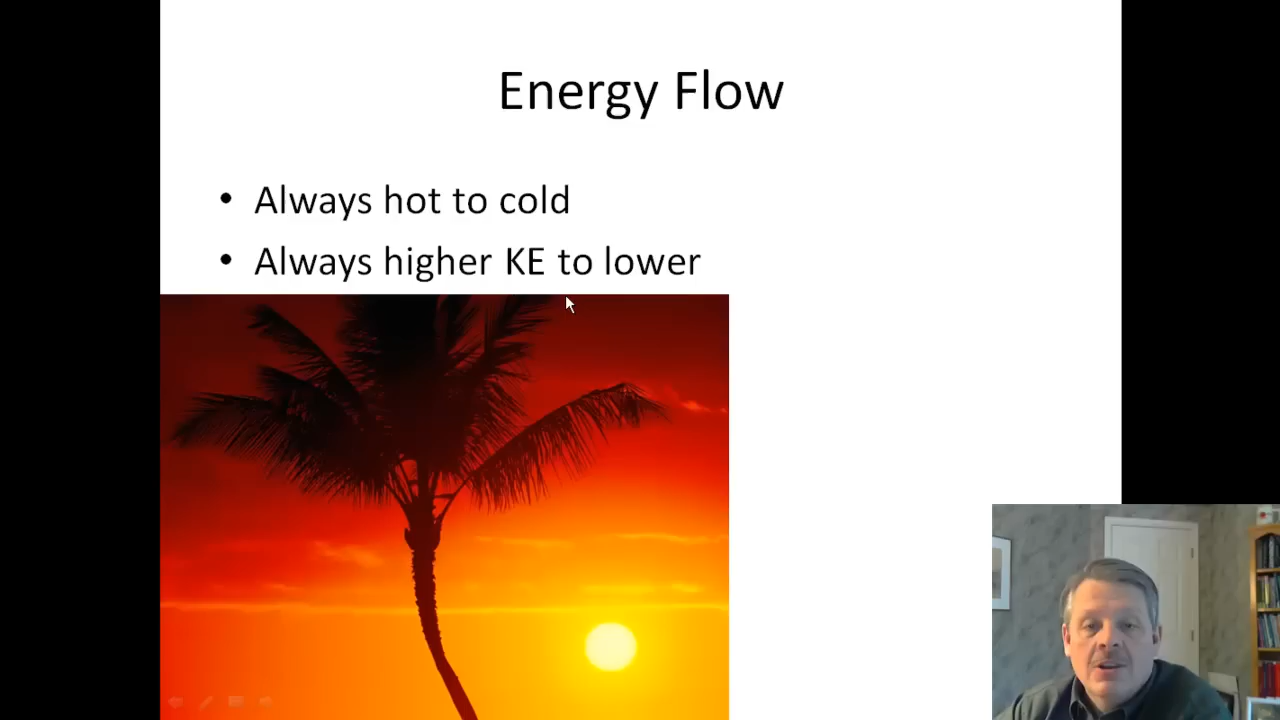 Energy Flow
• Always hot to cold
• Always higher KE to lower